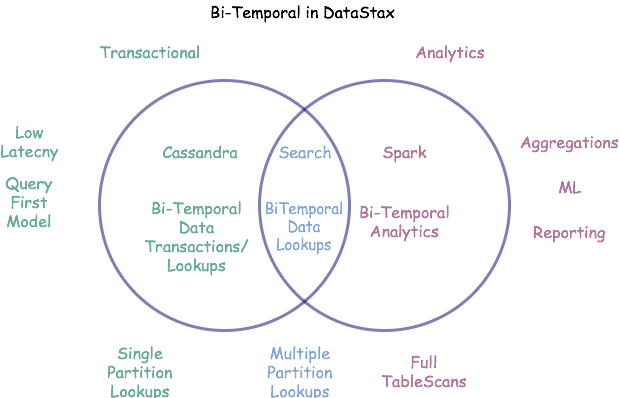 Bi-Temporal in DataStax
Transactional
Analytics
Low
Latecny
Query
First
Model
Cassandra
Bi-Temporal
Data
Transactions/
Lookups
Search
BiTemporal
Data
Lookups
Spark
Bi-Temporal
Analytics
Aggregations
ML
Reporting
Single
Partition
Lookups
Multiple
Partition
Lookups
Full
TableScans